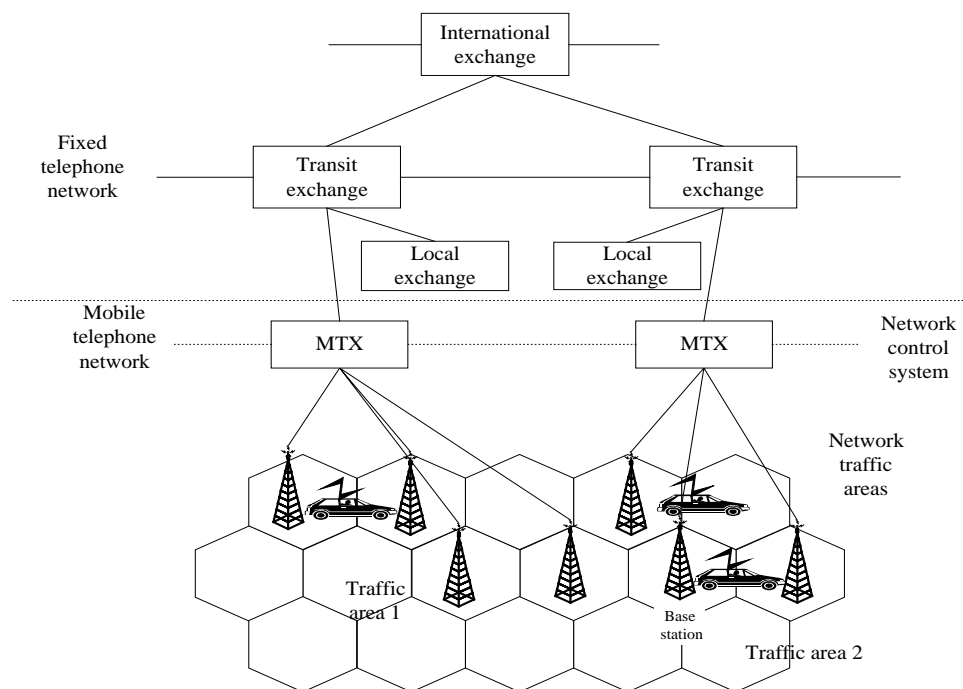 International
exchange
Fixed
telephone
network
Transit
exchange
Transit
exchange
Local
exchange
Local
exchange
Mobile
telephone
network
MTX
MTX
Network
control
system
Network
traffic
areas
Traffic
area 1
Base
station
Traffic area 2